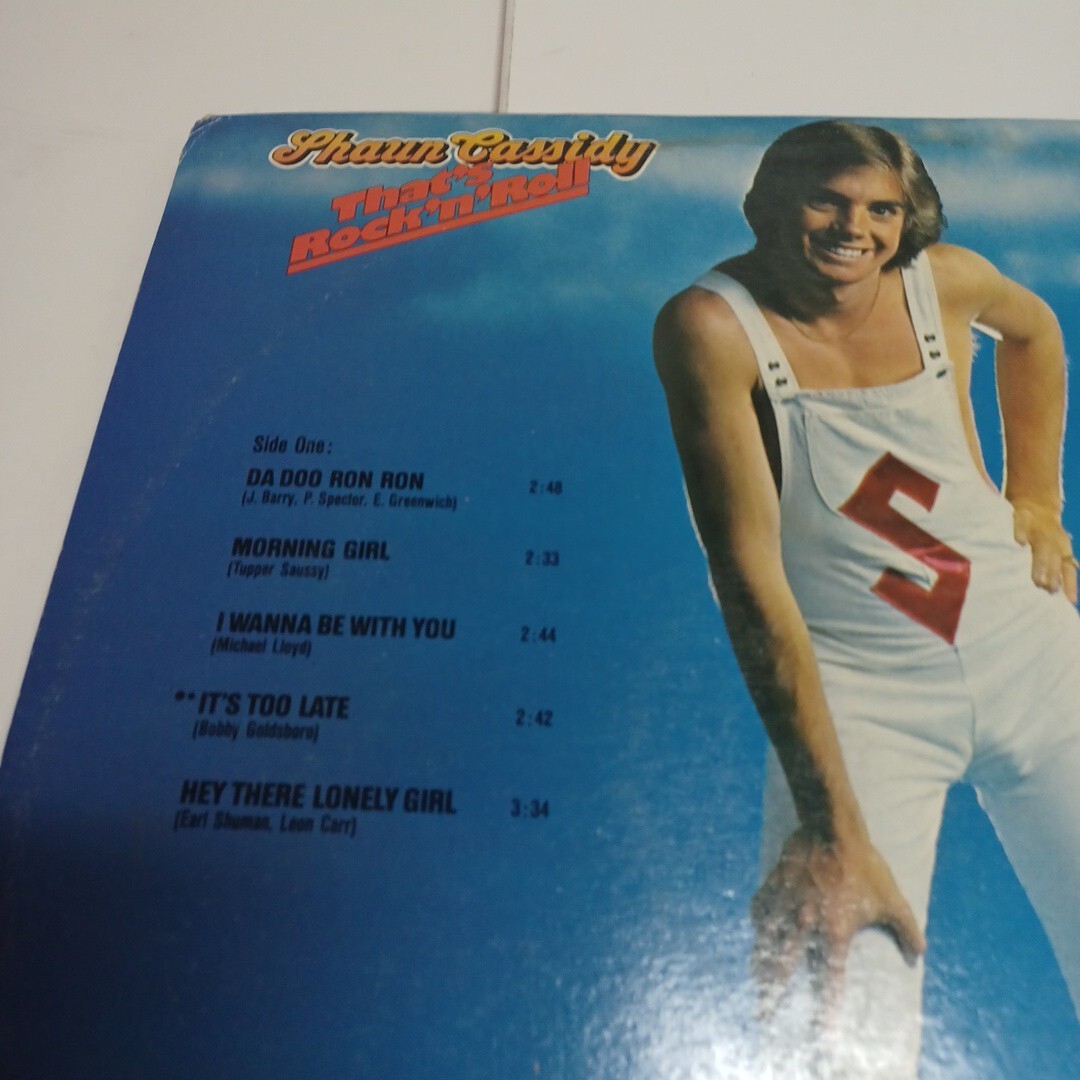 Shaun Cassidy
That's
Rock'n'Roll
Side One:
DA DOO RON RON 2:48
(J. Barry, P. Spector, E. Greenwich)
MORNING GIRL 2:33
(Tupper Saussy)
I WANNA BE WITH YOU 2:44
(Michael Lloyd)
**IT'S TOO LATE 2:42
(Bobby Goldsboro)
HEY THERE LONELY GIRL 3:34
(Earl Shuman, Leon Carr)
S